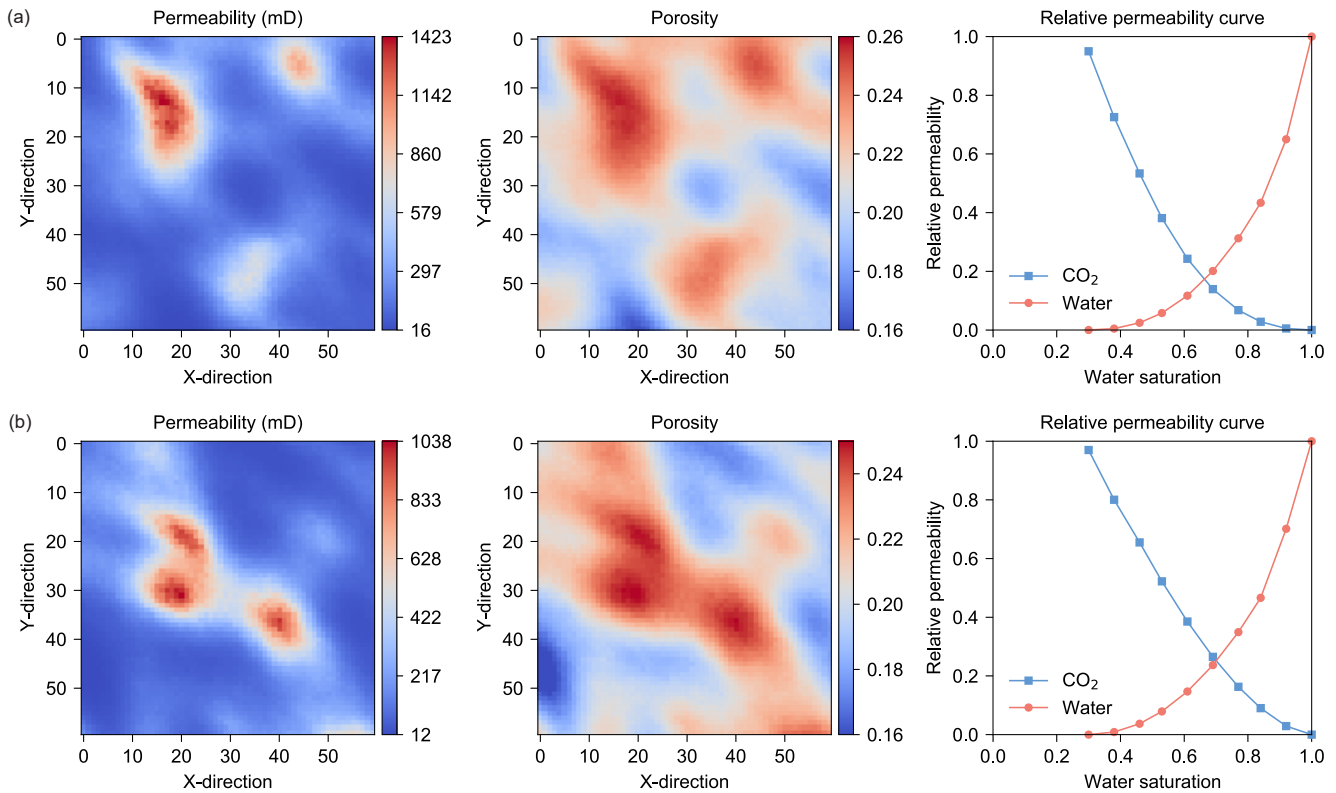 (a)
Permeability (mD)
0
10
20
30
40
50
Y-direction
0 10 20 30 40 50
X-direction
1423
1142
860
579
297
16
Porosity
0
10
20
30
40
50
Y-direction
0 10 20 30 40 50
X-direction
0.26
0.24
0.22
0.20
0.18
0.16
Relative permeability curve
1.0
0.8
0.6
0.4
0.2
0.0
Relative permeability
CO₂
Water
0.0 0.2 0.4 0.6 0.8 1.0
Water saturation
(b)
Permeability (mD)
0
10
20
30
40
50
Y-direction
0 10 20 30 40 50
X-direction
1038
833
628
422
217
12
Porosity
0
10
20
30
40
50
Y-direction
0 10 20 30 40 50
X-direction
0.24
0.22
0.20
0.18
0.16
Relative permeability curve
1.0
0.8
0.6
0.4
0.2
0.0
Relative permeability
CO₂
Water
0.0 0.2 0.4 0.6 0.8 1.0
Water saturation